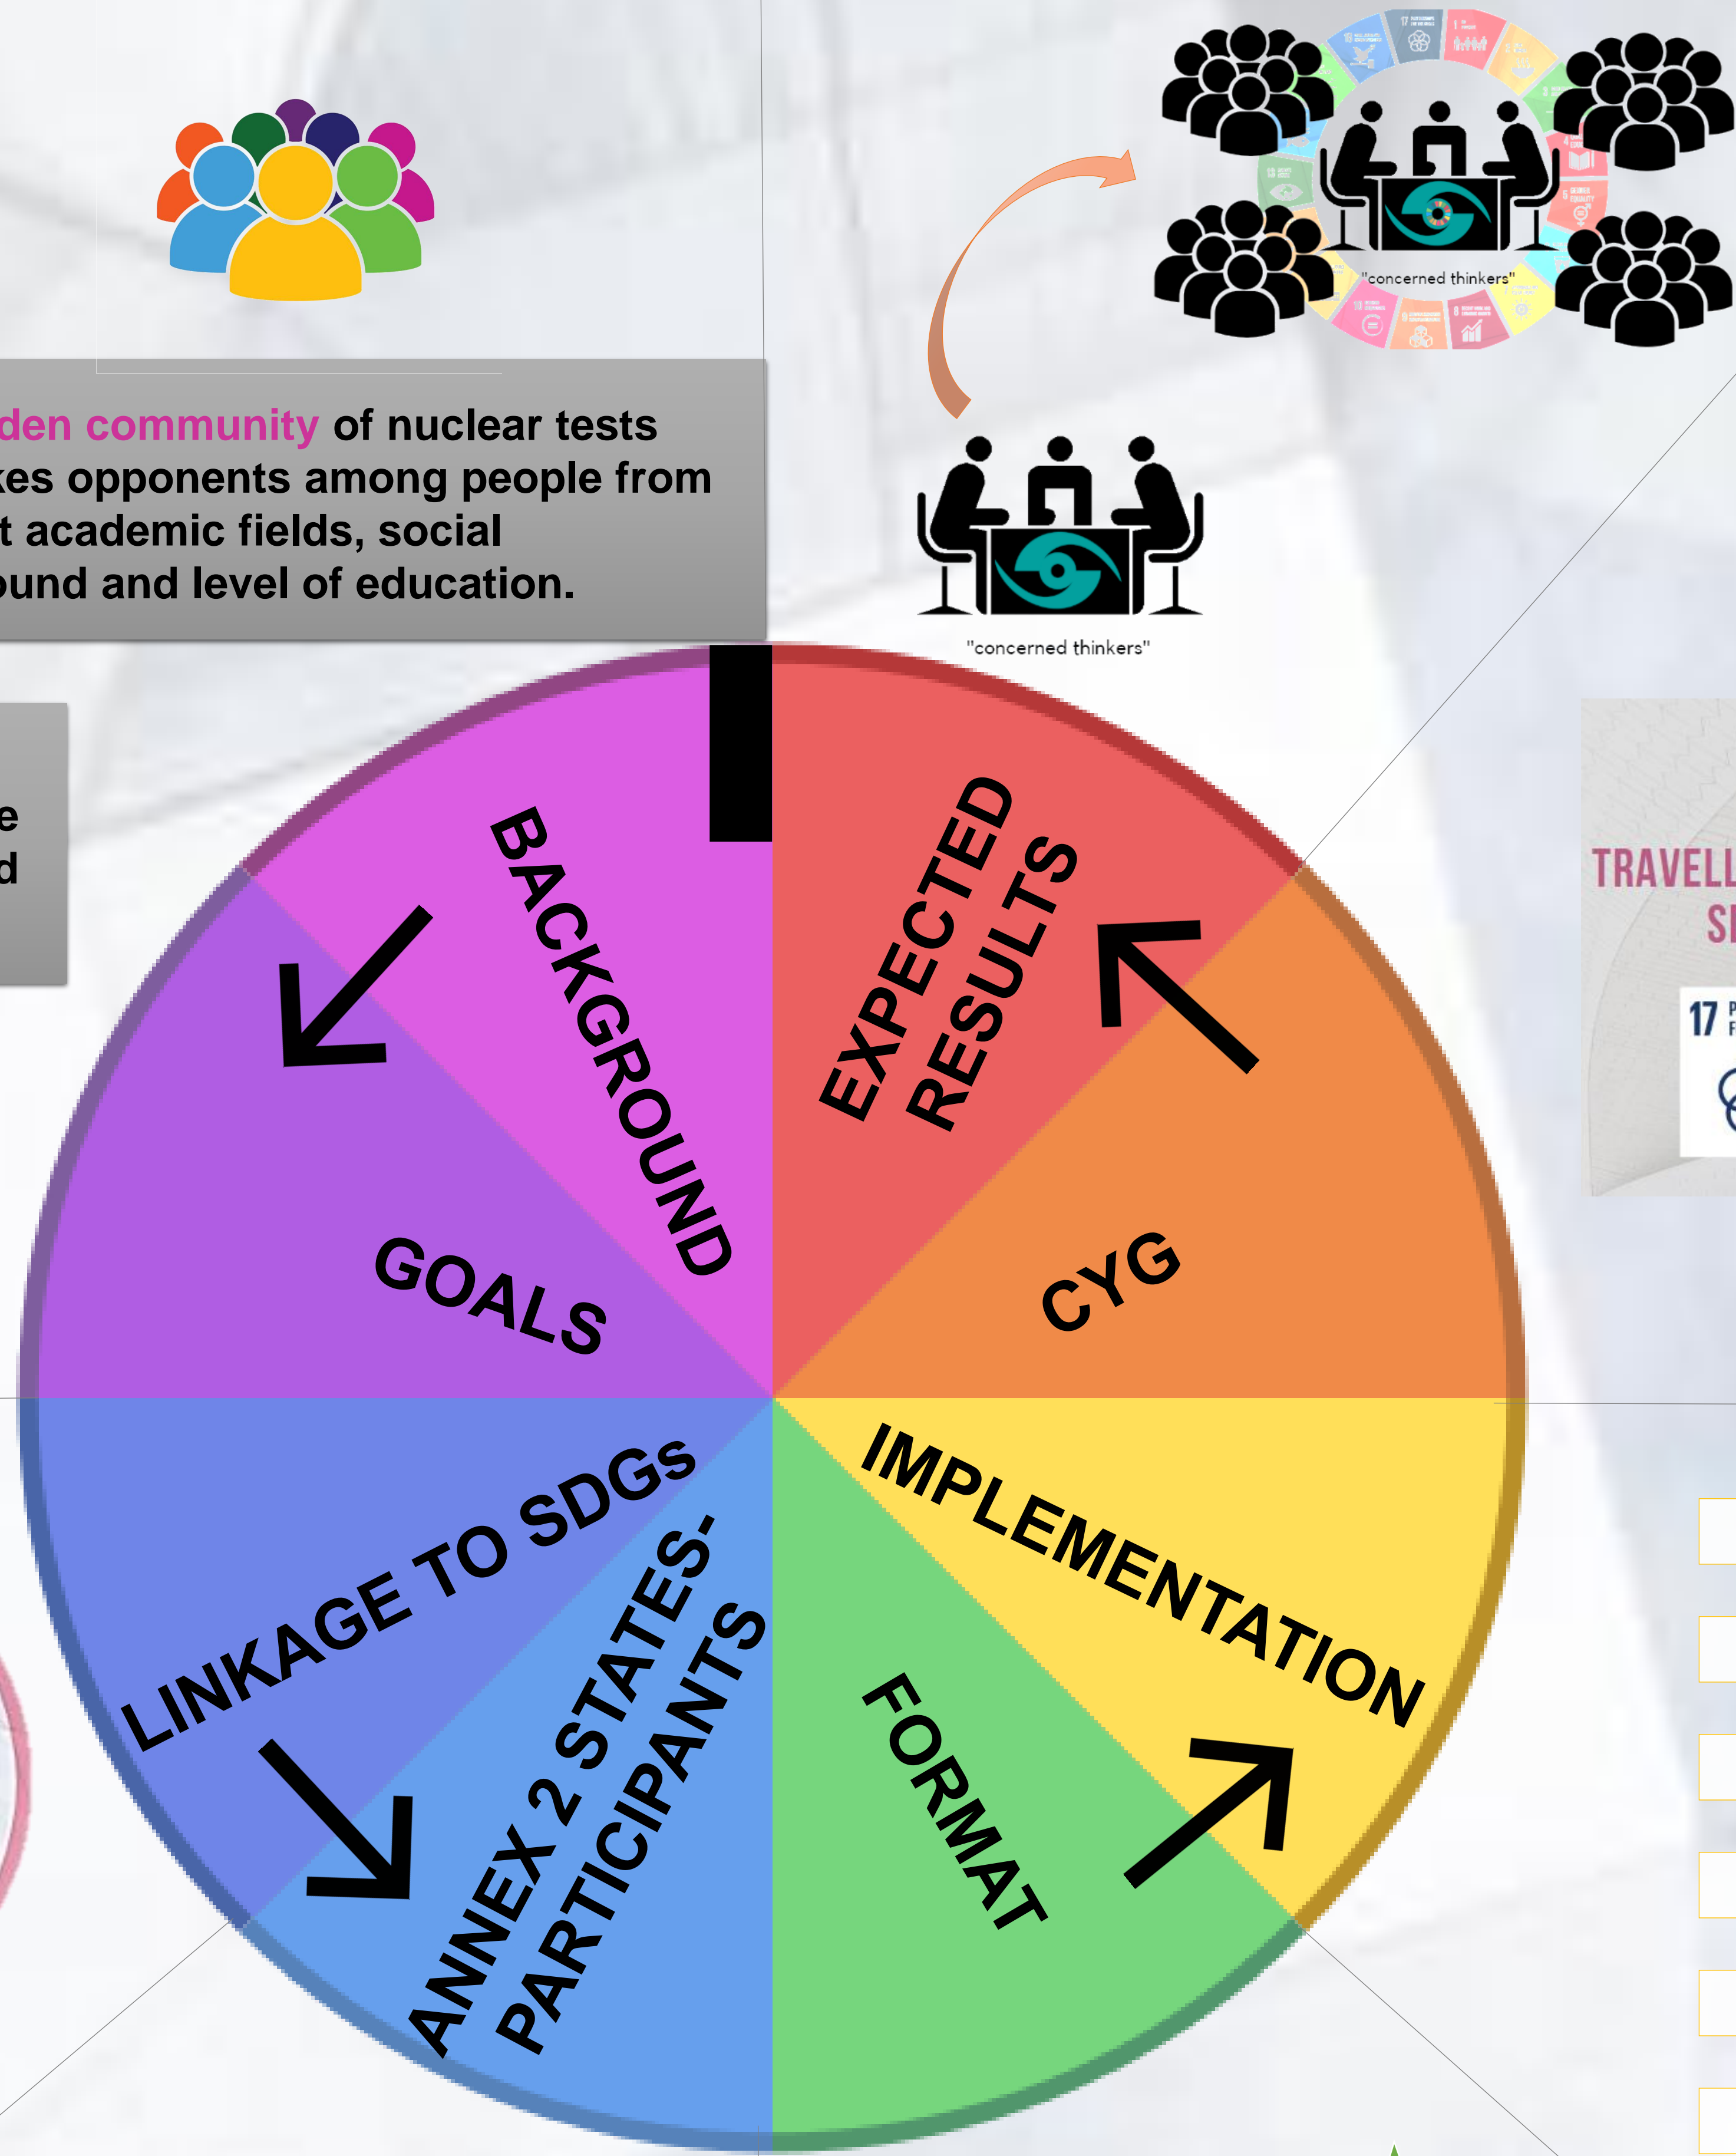 "concerned thinkers"
den community of nuclear tests
kes opponents among people from
t academic fields, social
ound and level of education.
"concerned thinkers"
e
d
BACKGROUND
EXPECTED
RESULTS
TRAVELL
S
17
GOALS
CYG
LINKAGE TO SDGs
IMPLEMENTATION
ANNEX 2 STATES-
PARTICIPANTS
FORMAT